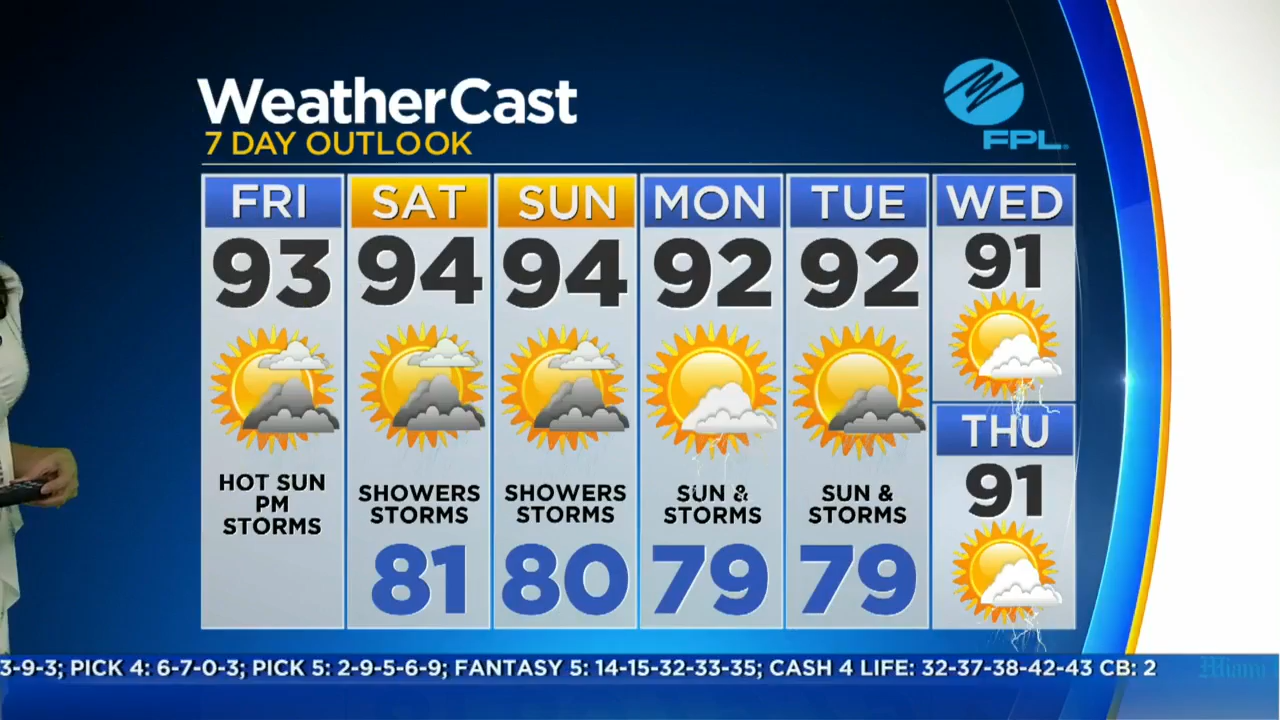 WeatherCast
7 DAY OUTLOOK
FPL
FRI
93
HOT SUN
PM
STORMS
SAT
94
SHOWERS
STORMS
81
SUN
94
SHOWERS
STORMS
80
MON
92
SUN &
STORMS
79
TUE
92
SUN &
STORMS
79
WED
91
THU
91
3-9-3; PICK 4: 6-7-0-3; PICK 5: 2-9-5-6-9; FANTASY 5: 14-15-32-33-35; CASH 4 LIFE: 32-37-38-42-43 CB: 2
Miami